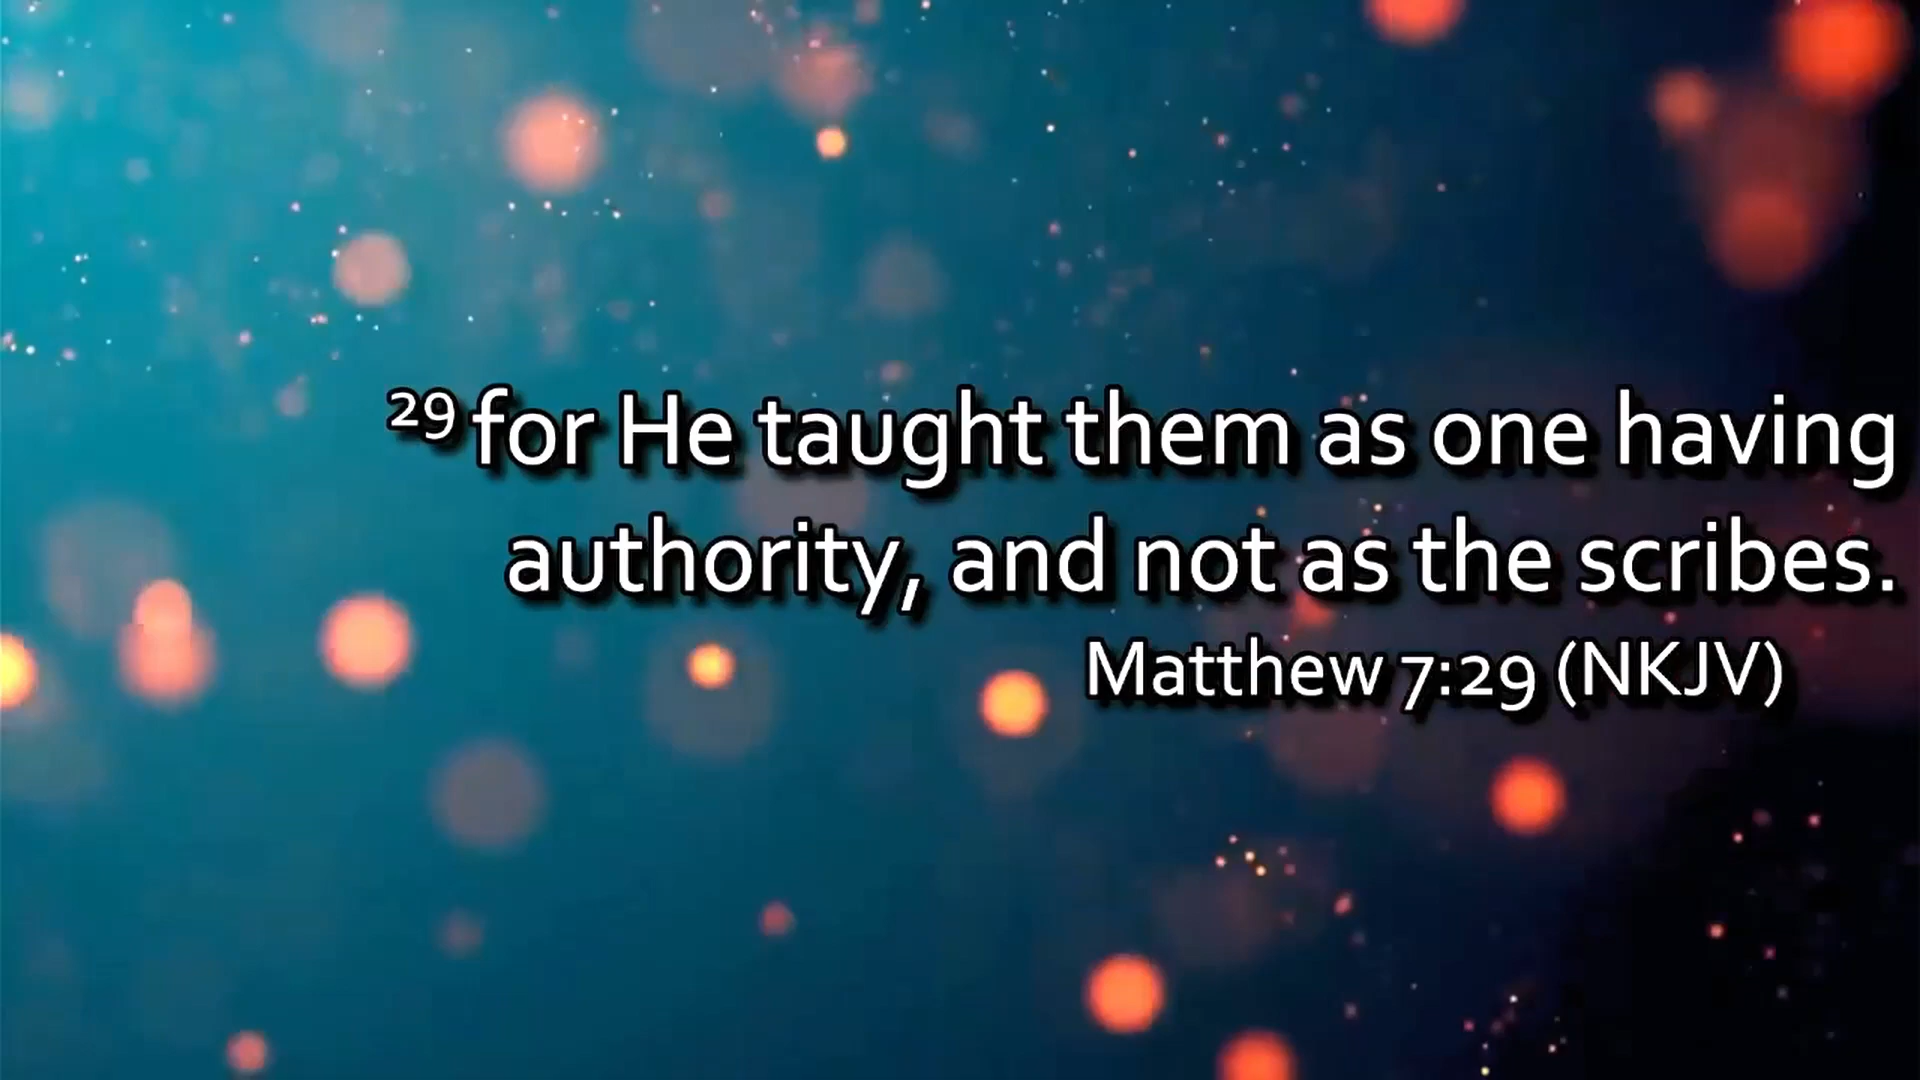 29 for He taught them as one having
authority, and not as the scribes.
Matthew 7:29 (NKJV)